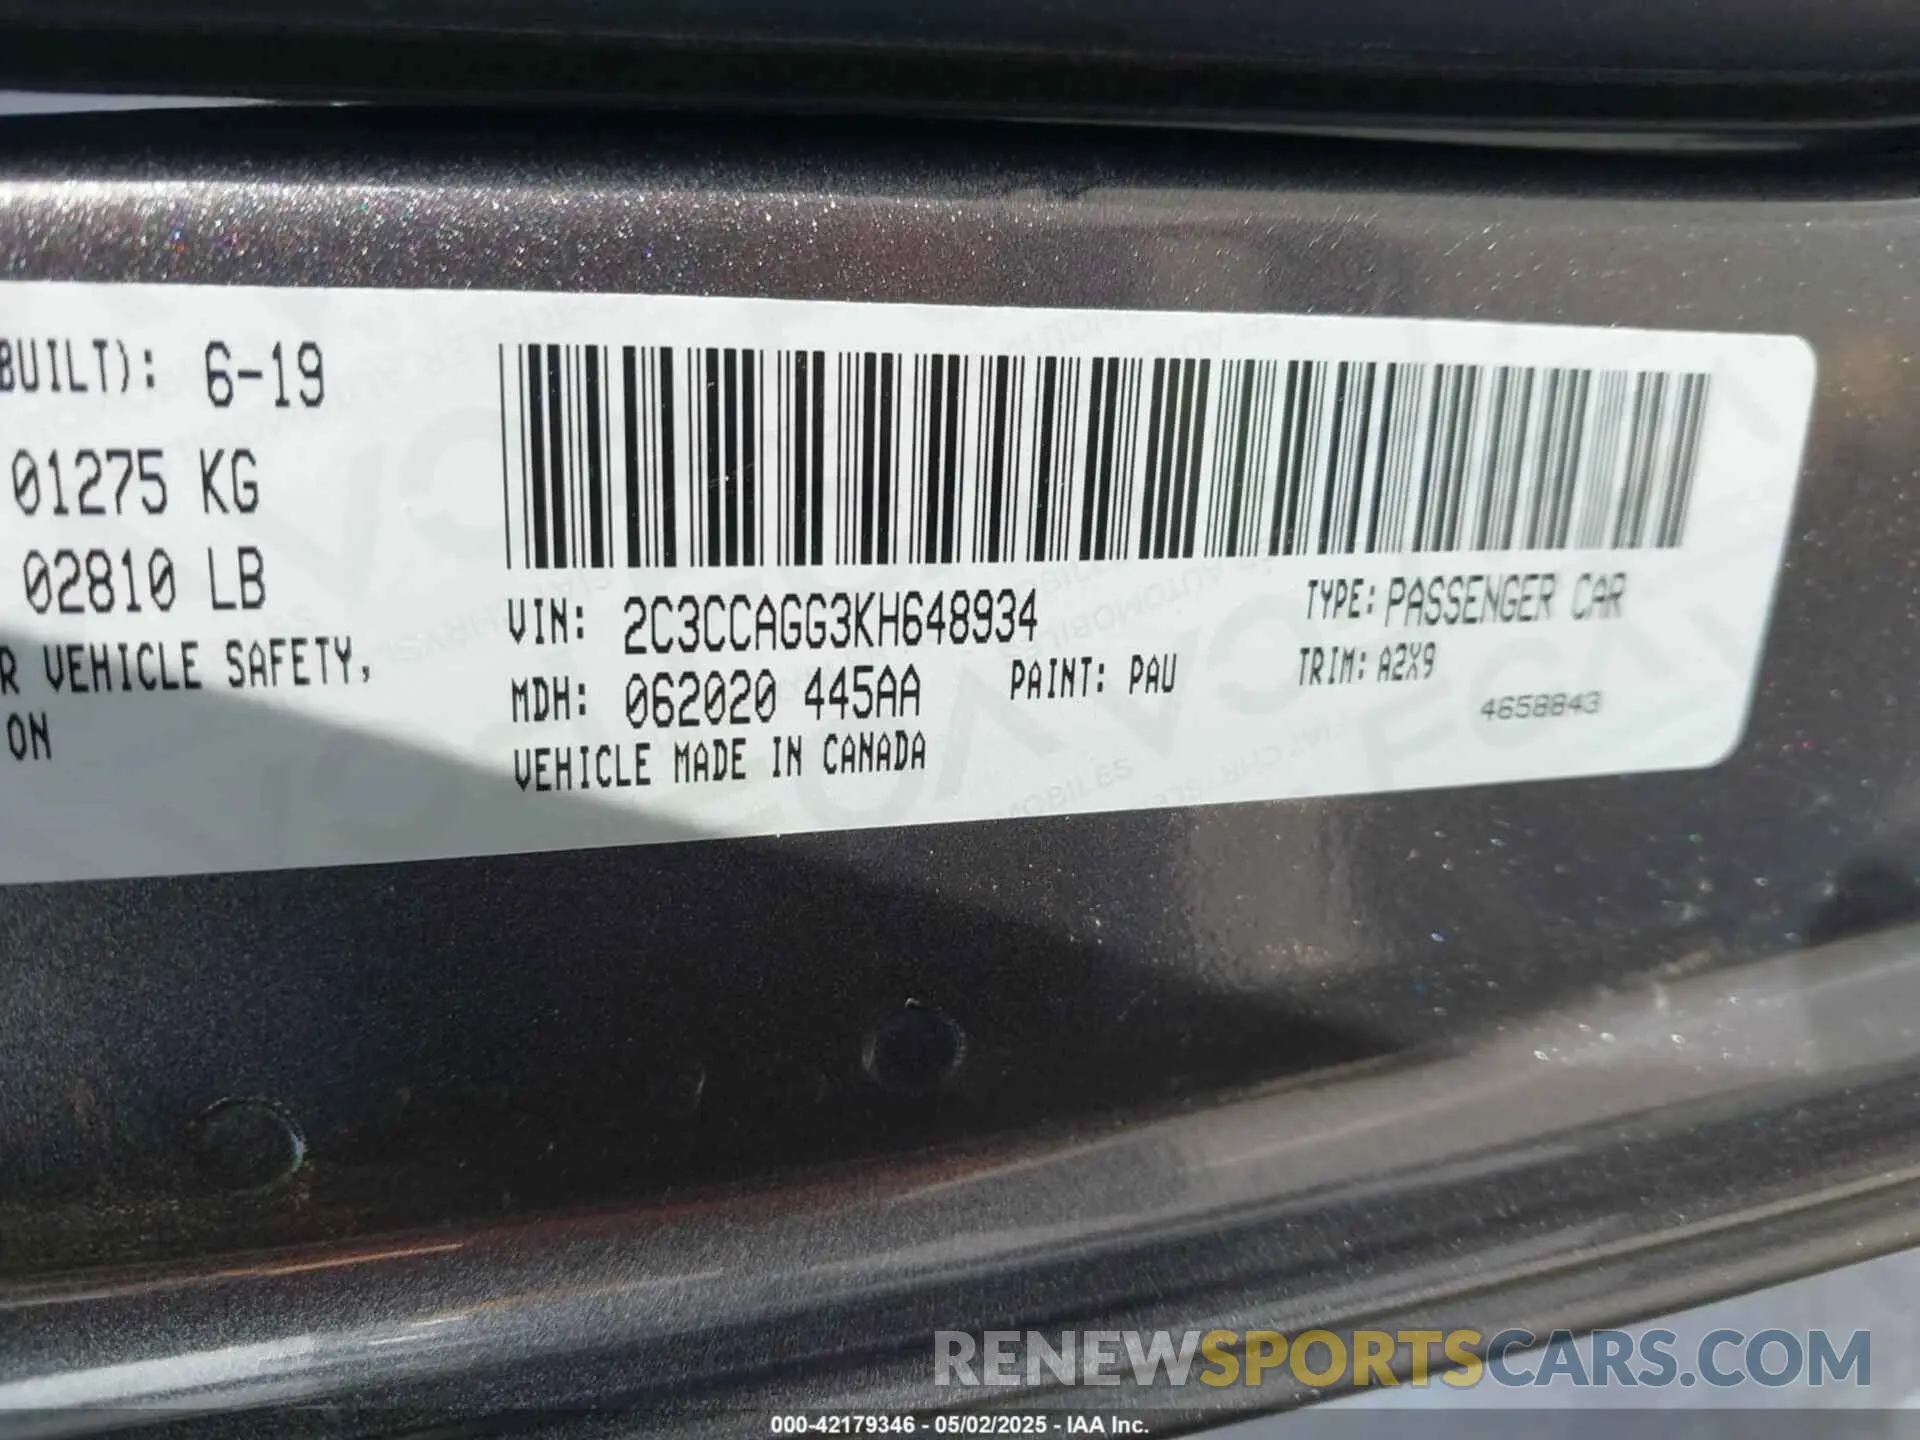 BUILT): 6-19
01275 KG
02810 LB
R VEHICLE SAFETY,
ON
VIN: 2C3CCAGG3KH648934
TYPE: PASSENGER CAR
MDH: 062020 445AA
PAINT: PAU
TRIM: A2X9
4658843
VEHICLE MADE IN CANADA
RENEWSPORTSCARS.COM
000-42179346 - 05/02/2025 - IAA Inc.